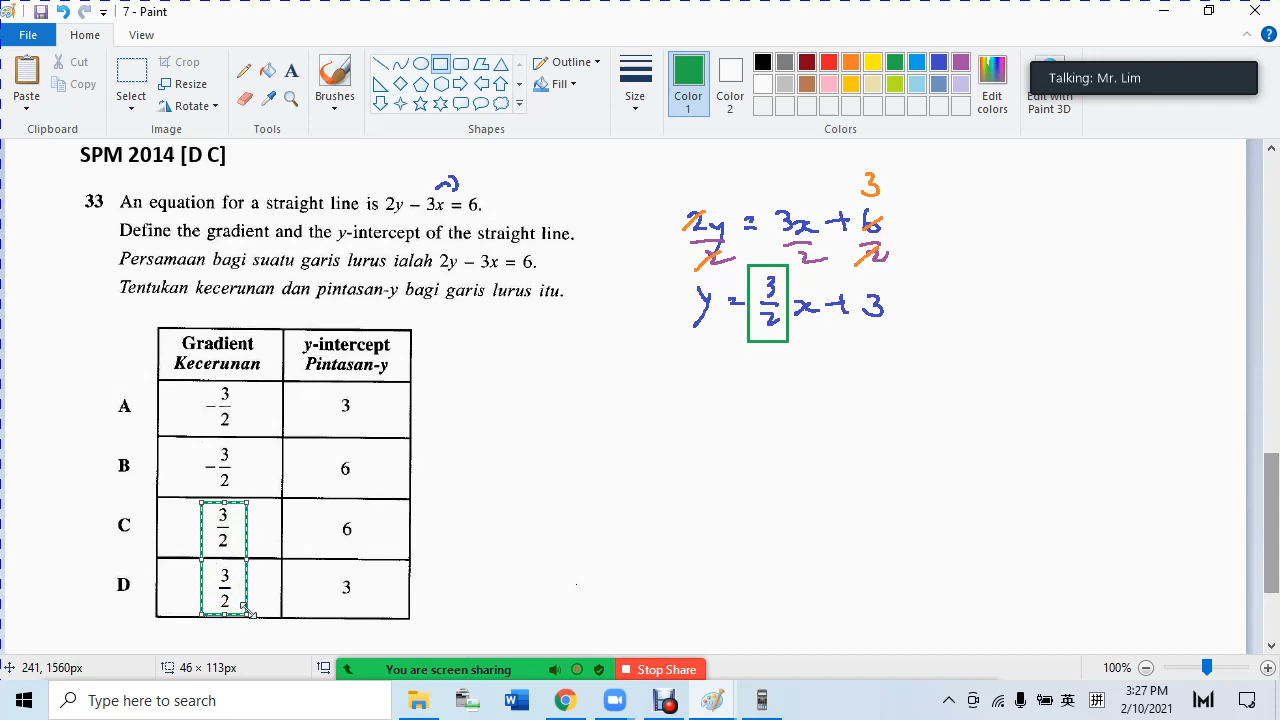 7 - Paint
File Home View
Paste Cut Copy Clipboard
Select Crop Resize Rotate Image
Tools
Brushes
Outline Fill Shapes
Size
Color 1 Color 2 Edit colors Colors
Edit with Paint 3D
Talking: Mr. Lim
SPM 2014 [D C]
33 An equation for a straight line is 2y − 3x = 6.
Define the gradient and the y-intercept of the straight line.
Persamaan bagi suatu garis lurus ialah 2y − 3x = 6.
Tentukan kecerunan dan pintasan-y bagi garis lurus itu.
Gradient y-intercept
Kecerunan Pintasan-y
A −3/2 3
B −3/2 6
C 3/2 6
D 3/2 3
3
2y = 3x + 6
2 2 2
y = 3/2 x + 3
241, 1560px 46 × 113px 100%
You are screen sharing Stop Share
Type here to search
英 拼 3:27 PM
2/10/2021